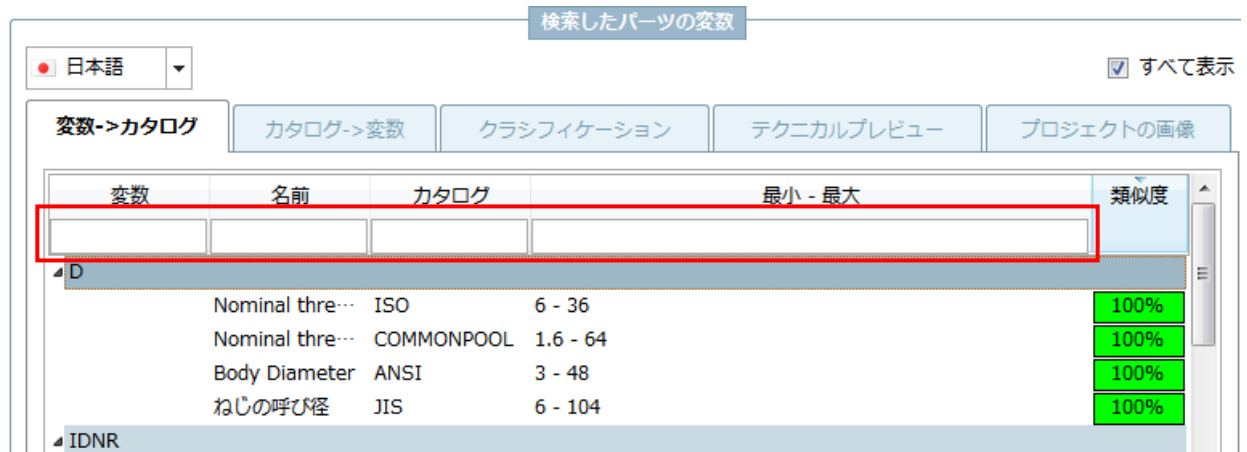 検索したパーツの変数
日本語 すべて表示
変数->カタログ カタログ->変数 クラシフィケーション テクニカルプレビュー プロジェクトの画像
変数 名前 カタログ 最小 - 最大 類似度
D
Nominal thre… ISO 6 - 36 100%
Nominal thre… COMMONPOOL 1.6 - 64 100%
Body Diameter ANSI 3 - 48 100%
ねじの呼び径 JIS 6 - 104 100%
IDNR